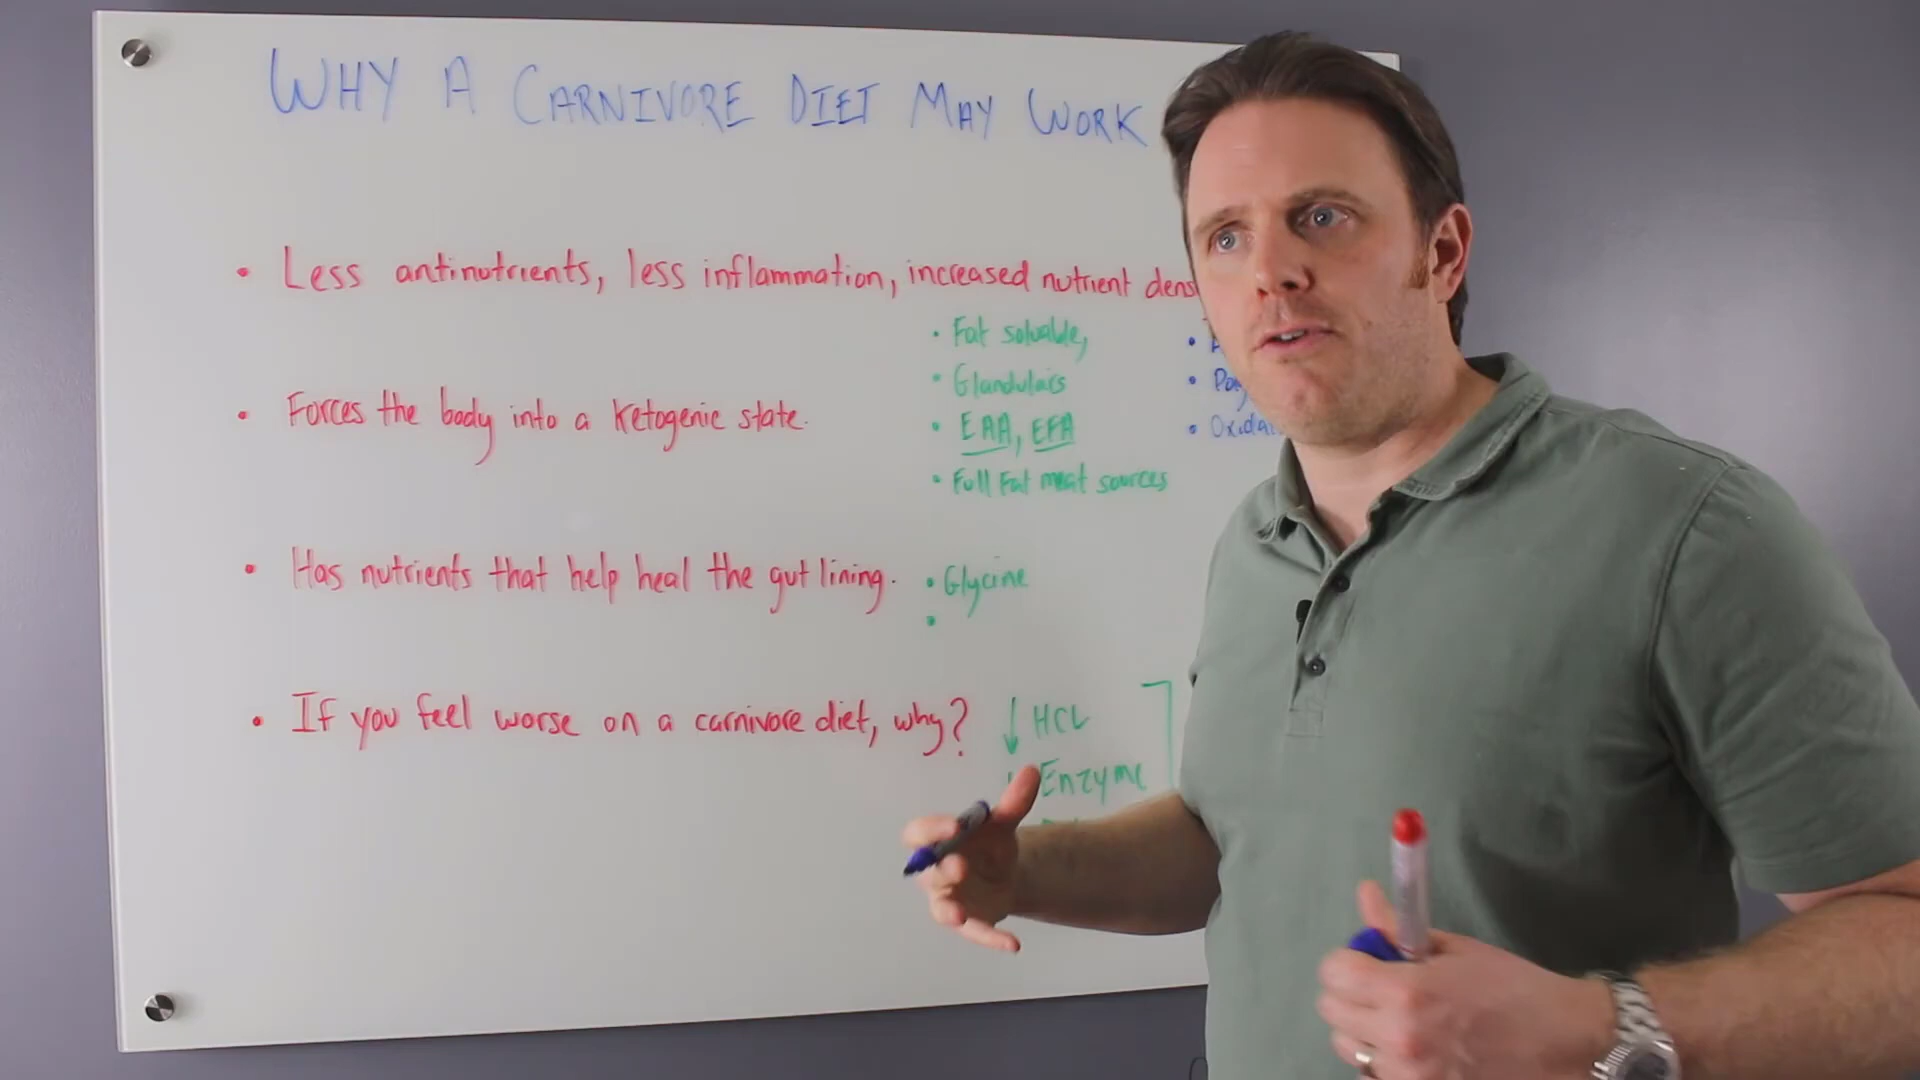 WHY A CARNIVORE DIET MAY WORK
• Less antinutrients, less inflammation, increased nutrient dens
• Fat soluable,
• Glandulars
• EAA, EFA
• Full Fat meat sources
• Oxida
• Forces the body into a ketogenic state.
• Has nutrients that help heal the gut lining.
• Glycine
•
• If you feel worse on a carnivore diet, why?
↓ HCL
Enzyme